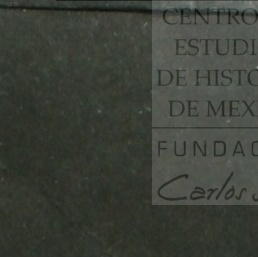 CENTRO
ESTUDI
DE HISTO
DE MEX
FUNDAC
Carlos